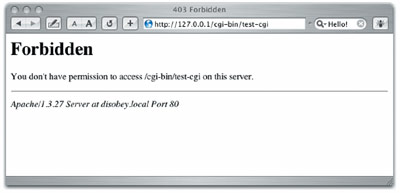 403 Forbidden
A A http://127.0.0.1/cgi-bin/test-cgi Q- Hello!
Forbidden
You don't have permission to access /cgi-bin/test-cgi on this server.
Apache/1.3.27 Server at disobey.local Port 80